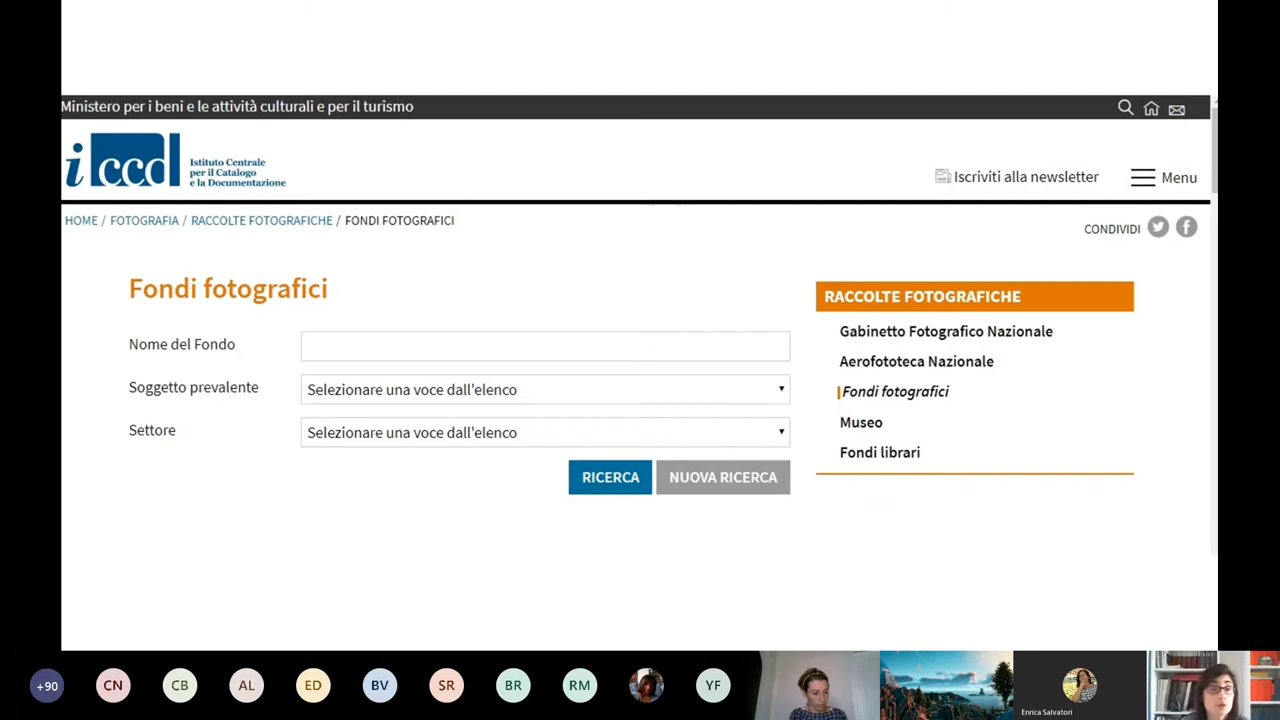 Ministero per i beni e le attività culturali e per il turismo
iccd
Istituto Centrale
per il Catalogo
e la Documentazione
Iscriviti alla newsletter
Menu
HOME / FOTOGRAFIA / RACCOLTE FOTOGRAFICHE / FONDI FOTOGRAFICI
CONDIVIDI
Fondi fotografici
Nome del Fondo
Soggetto prevalente
Selezionare una voce dall'elenco
Settore
Selezionare una voce dall'elenco
RICERCA
NUOVA RICERCA
RACCOLTE FOTOGRAFICHE
Gabinetto Fotografico Nazionale
Aerofototeca Nazionale
Fondi fotografici
Museo
Fondi librari
+90
CN
CB
AL
ED
BV
SR
BR
RM
YF
Enrica Salvatori